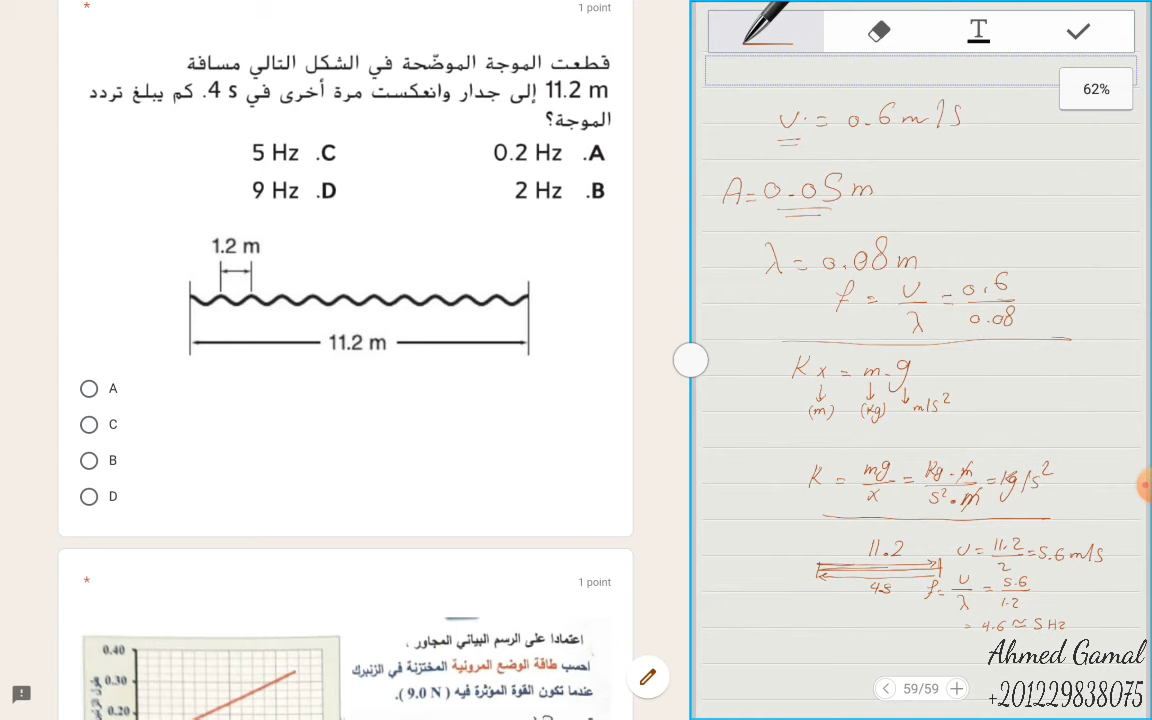 *
1 point
قطعت الموجة الموضّحة في الشكل التالي مسافة
11.2 m إلى جدار وانعكست مرة أخرى في 4 s. كم يبلغ تردد
الموجة؟
0.2 Hz .A
5 Hz .C
2 Hz .B
9 Hz .D
1.2 m
11.2 m
A
C
B
D
*
1 point
اعتمادا على الرسم البياني المجاور ،
احسب طاقة الوضع المرونية المختزنة في الزنبرك
عندما تكون القوة المؤثرة فيه ( 9.0 N ).
0.40
0.30
0.20
T
62%
v = 0.6 m/s
A = 0.05 m
λ = 0.08 m
f = v/λ = 0.6/0.08
K x = m.g
(m) (kg) m/s²
K = mg/x = kg.m/s².m = kg/s²
11.2
v = 11.2/2 = 5.6 m/s
4s
f = v/λ = 5.6/1.2
= 4.6 ≈ 5 Hz
Ahmed Gamal
59/59
+201229838075